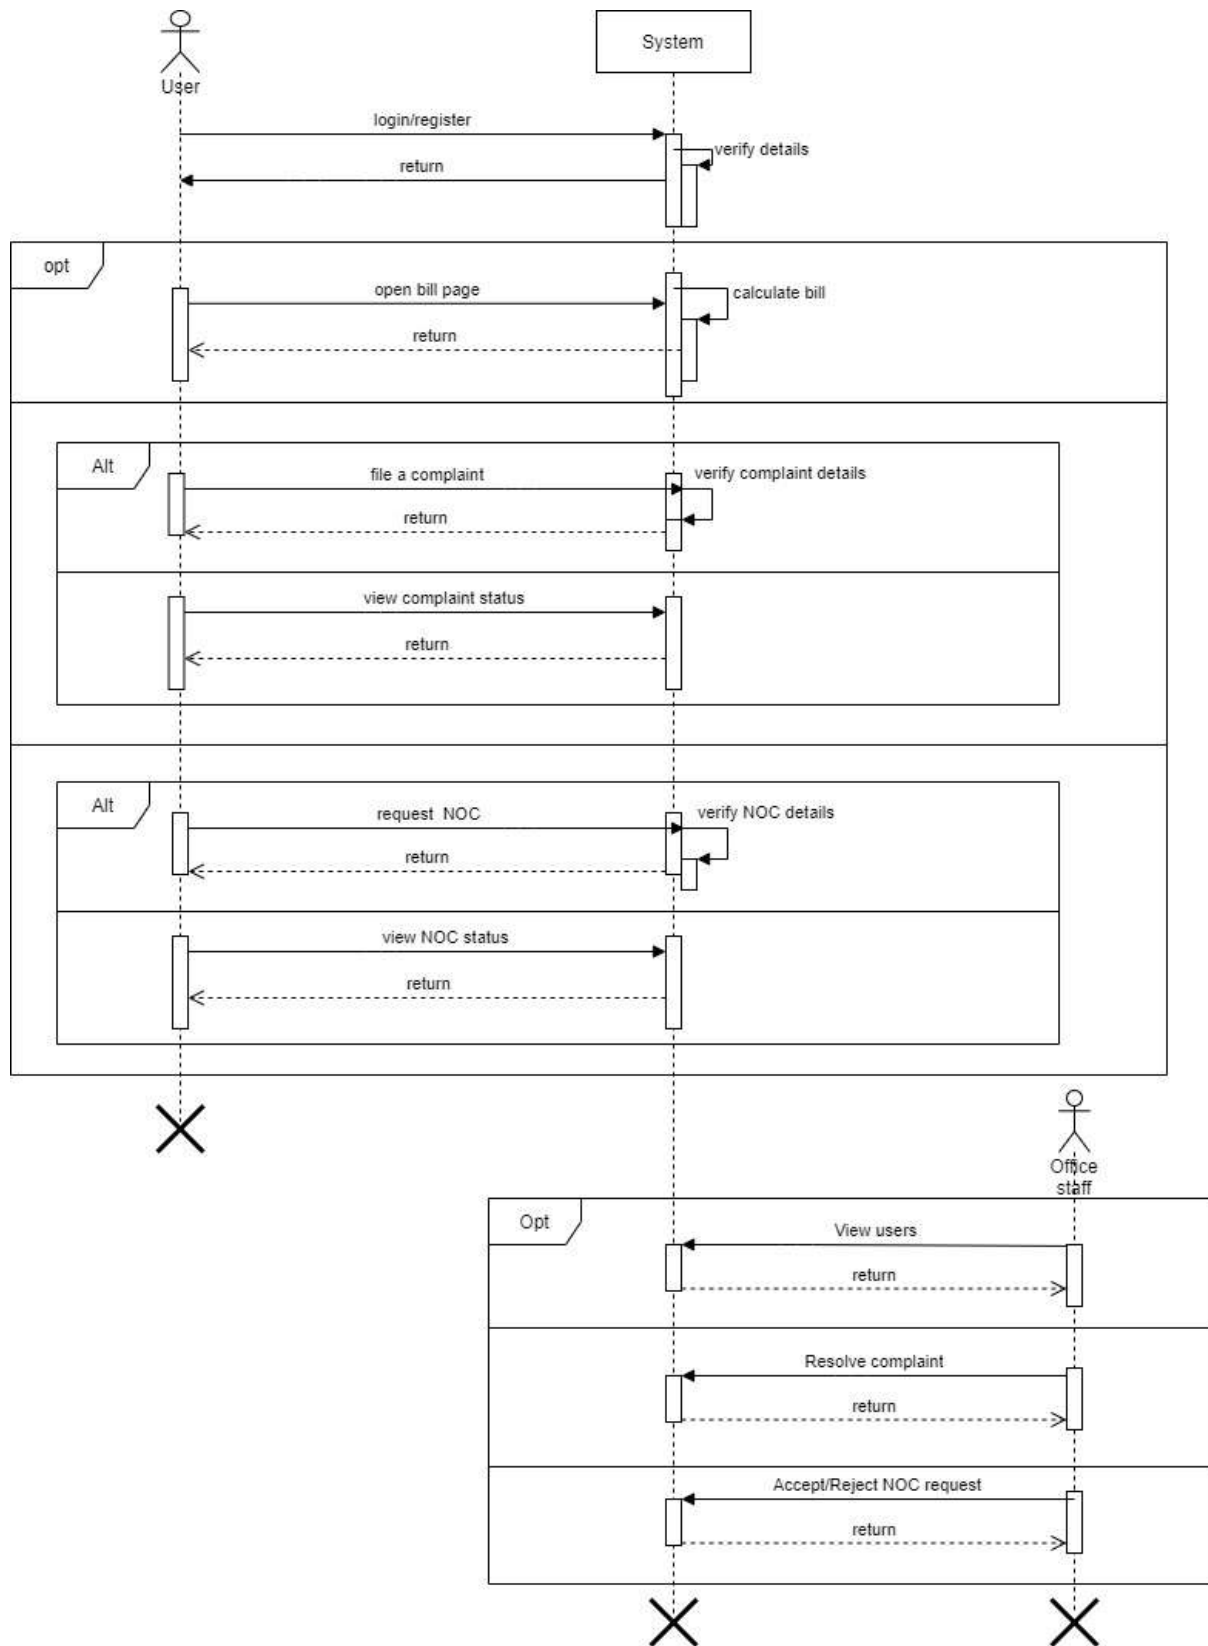 System
User
login/register
verify details
return
opt
open bill page
calculate bill
return
Alt
file a complaint
verify complaint details
return
view complaint status
return
Alt
request NOC
verify NOC details
return
view NOC status
return
Office
staff
Opt
View users
return
Resolve complaint
return
Accept/Reject NOC request
return